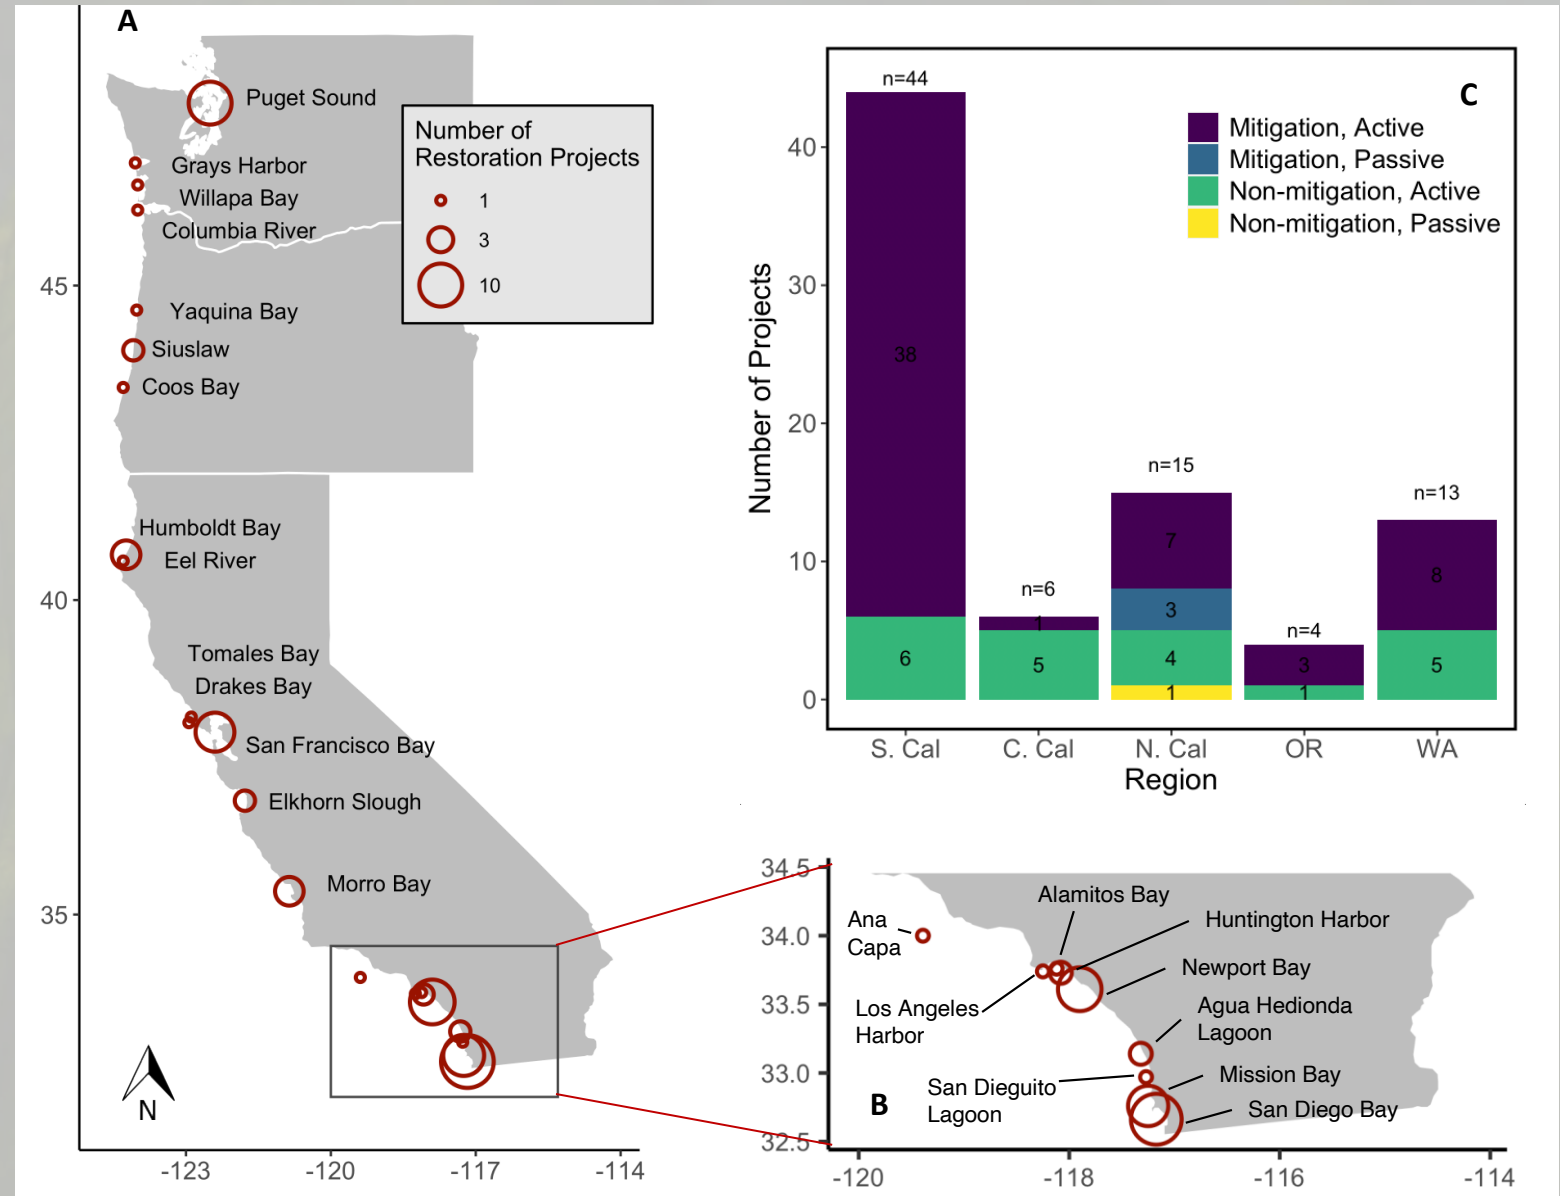 A
Puget Sound
Grays Harbor
Willapa Bay
Columbia River
Yaquina Bay
Siuslaw
Coos Bay
Humboldt Bay
Eel River
Tomales Bay
Drakes Bay
San Francisco Bay
Elkhorn Slough
Morro Bay
Number of
Restoration Projects
1
3
10
45
40
35
N
-123
-120
-117
-114
C
Mitigation, Active
Mitigation, Passive
Non-mitigation, Active
Non-mitigation, Passive
Number of Projects
40
30
20
10
0
n=44
38
6
n=6
1
5
n=15
7
3
4
1
n=4
3
1
n=13
8
5
S. Cal
C. Cal
N. Cal
OR
WA
Region
34.5
34.0
33.5
33.0
32.5
Alamitos Bay
Ana
Capa
Huntington Harbor
Newport Bay
Los Angeles
Harbor
Agua Hedionda
Lagoon
San Dieguito
Lagoon
Mission Bay
San Diego Bay
B
-120
-118
-116
-114